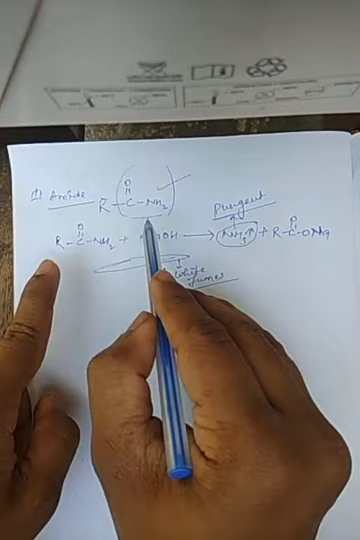 1) Amide R-C(=O)-NH2 Pungent
R-C(=O)-NH2 + OH → NH3↑ + R-C(=O)-ONa
white
fumes